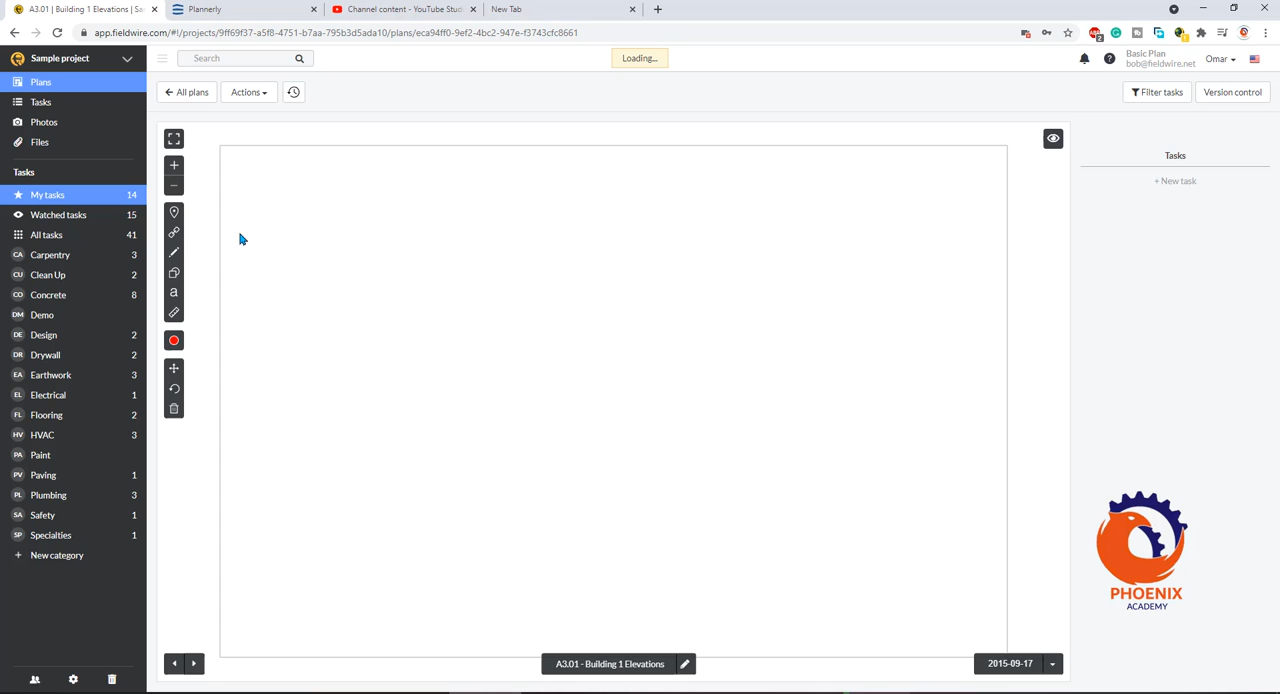 A3.01 | Building 1 Elevations | Sa
Plannerly
Channel content - YouTube Stud
New Tab
app.fieldwire.com/#!/projects/9ff69f37-a5f8-4751-b7aa-795b3d5ada10/plans/eca94ff0-9ef2-4bc2-947e-f3743cfc8661
Sample project
Search
Loading...
Basic Plan
bob@fieldwire.net
Omar
Plans
Tasks
Photos
Files
← All plans
Actions
Filter tasks
Version control
Tasks
My tasks 14
Watched tasks 15
All tasks 41
CA Carpentry 3
CU Clean Up 2
CO Concrete 8
DM Demo
DE Design 2
DR Drywall 2
EA Earthwork 3
EL Electrical 1
FL Flooring 2
HV HVAC 3
PA Paint
PV Paving 1
PL Plumbing 3
SA Safety 1
SP Specialties 1
+ New category
a
Tasks
+ New task
PHOENIX
ACADEMY
A3.01 - Building 1 Elevations
2015-09-17